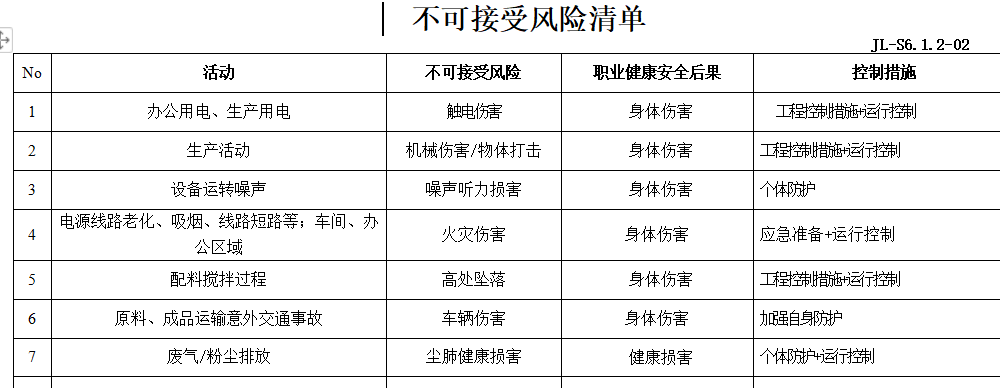 不可接受风险清单
JL-S6.1.2-02
No 活动 不可接受风险 职业健康安全后果 控制措施
1 办公用电、生产用电 触电伤害 身体伤害 工程控制措施+运行控制
2 生产活动 机械伤害/物体打击 身体伤害 工程控制措施+运行控制
3 设备运转噪声 噪声听力损害 身体伤害 个体防护
4 电源线路老化、吸烟、线路短路等；车间、办 火灾伤害 身体伤害 应急准备+运行控制
公区域
5 配料搅拌过程 高处坠落 身体伤害 工程控制措施+运行控制
6 原料、成品运输意外交通事故 车辆伤害 身体伤害 加强自身防护
7 废气/粉尘排放 尘肺健康损害 健康损害 个体防护+运行控制